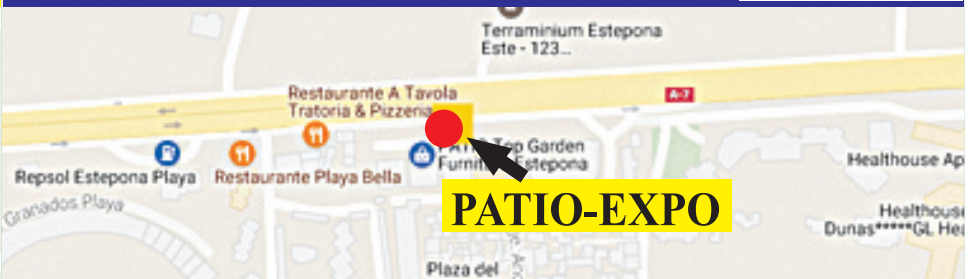 Terraminium Estepona
Este - 123...
Restaurante A Tavola
Tratoria & Pizzeria
A-7
Top Garden
Furnit Estepona
Repsol Estepona Playa
Restaurante Playa Bella
Healthouse Ap
PATIO-EXPO
Granados Playa
Healthouse
Dunas*****GL Hea
Plaza del